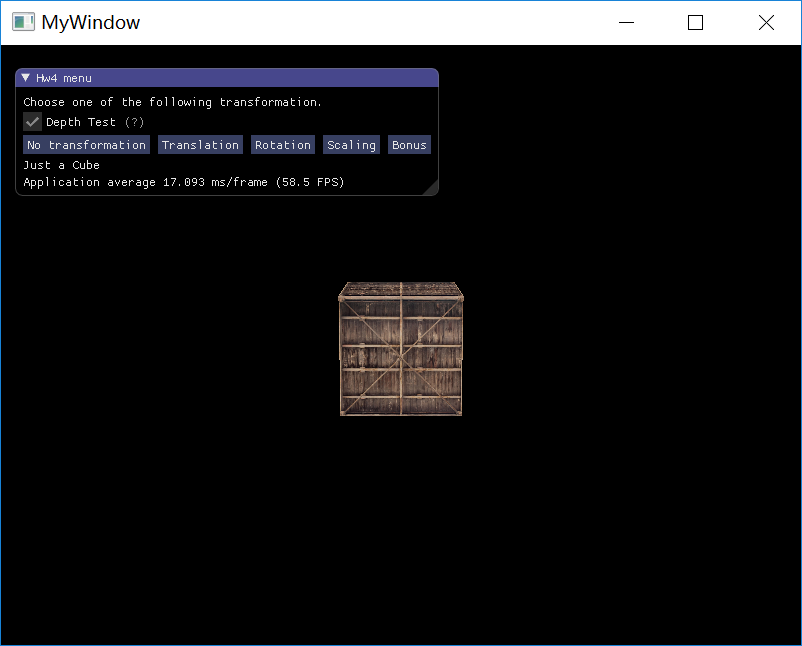 MyWindow
Hw4 menu
Choose one of the following transformation.
Depth Test (?)
No transformation Translation Rotation Scaling Bonus
Just a Cube
Application average 17.093 ms/frame (58.5 FPS)